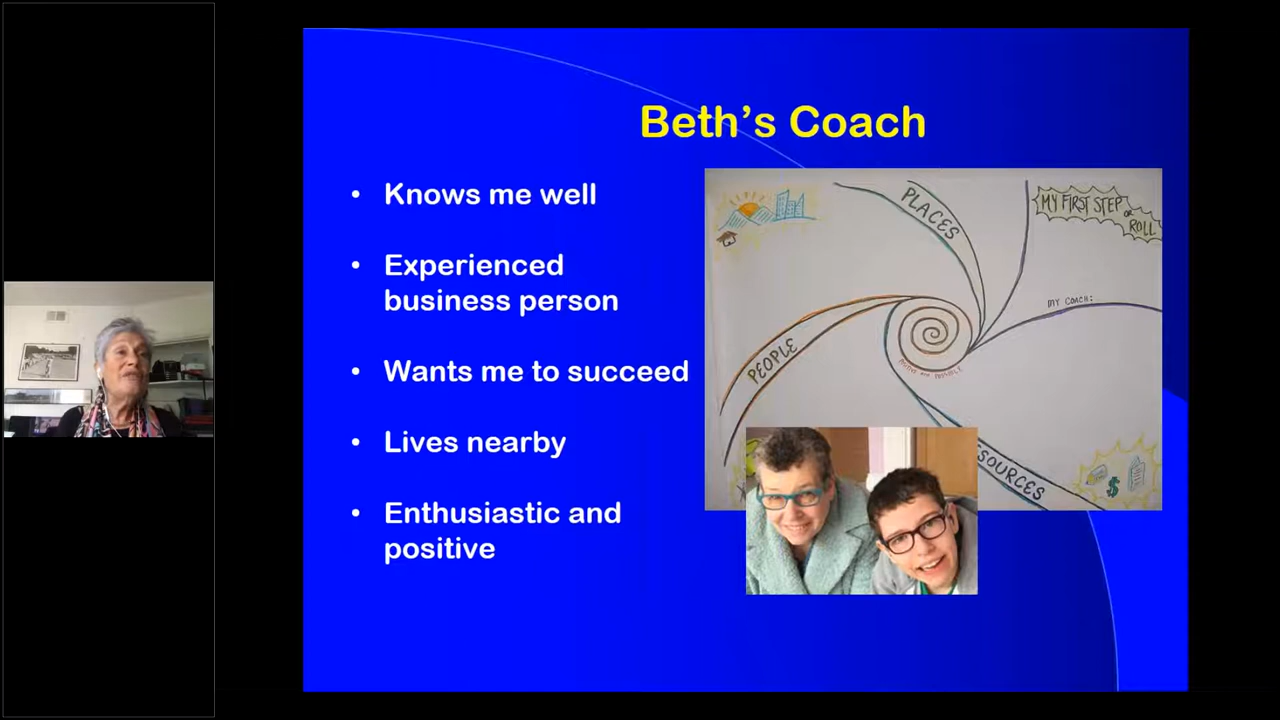 Beth's Coach
• Knows me well
• Experienced
business person
• Wants me to succeed
• Lives nearby
• Enthusiastic and
positive
PLACES
MY FIRST STEP
or
ROLL
MY COACH:
PEOPLE
SOURCES
$